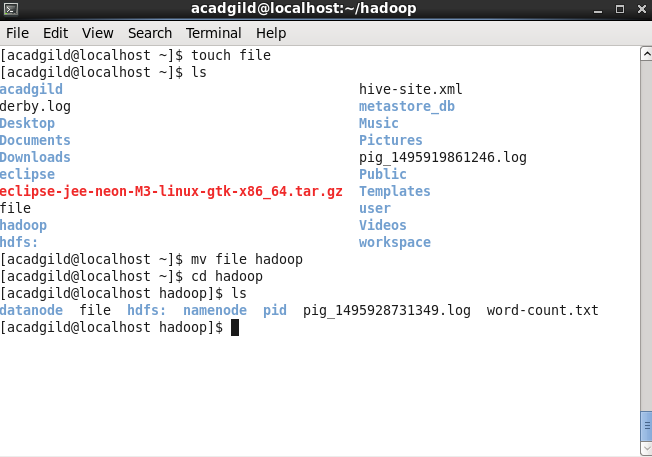 acadgild@localhost:~/hadoop
File Edit View Search Terminal Help
[acadgild@localhost ~]$ touch file
[acadgild@localhost ~]$ ls
acadgild hive-site.xml
derby.log metastore_db
Desktop Music
Documents Pictures
Downloads pig_1495919861246.log
eclipse Public
eclipse-jee-neon-M3-linux-gtk-x86_64.tar.gz Templates
file user
hadoop Videos
hdfs: workspace
[acadgild@localhost ~]$ mv file hadoop
[acadgild@localhost ~]$ cd hadoop
[acadgild@localhost hadoop]$ ls
datanode file hdfs: namenode pid pig_1495928731349.log word-count.txt
[acadgild@localhost hadoop]$